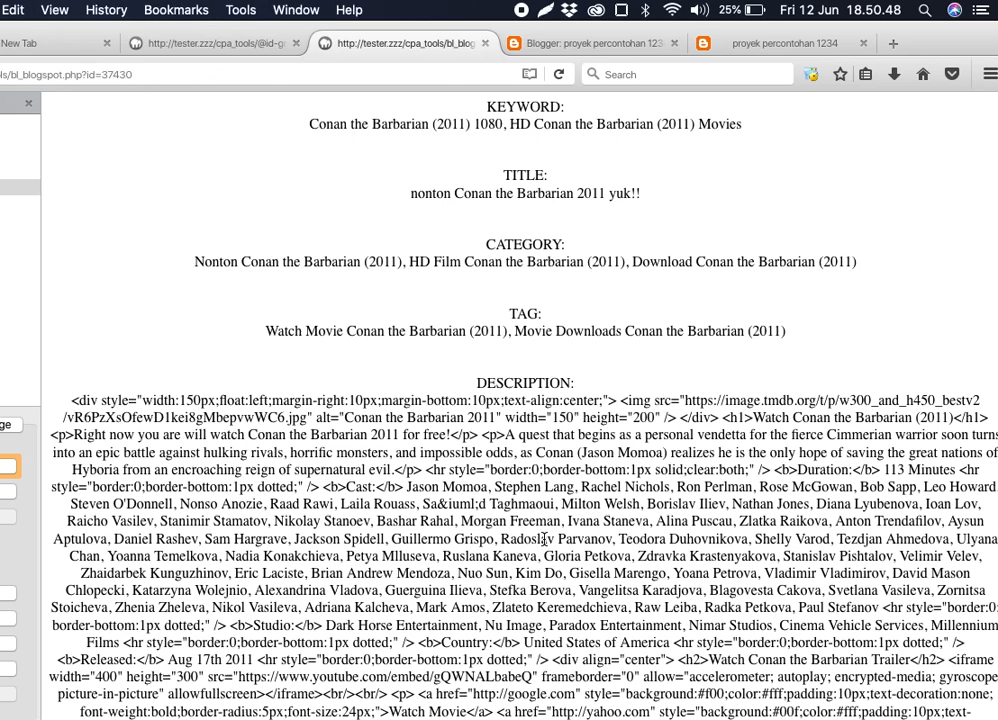 Edit View History Bookmarks Tools Window Help 25% Fri 12 Jun 18.50.48
New Tab http://tester.zzz/cpa_tools/@id-g http://tester.zzz/cpa_tools/bl_blog Blogger: proyek percontohan 123 proyek percontohan 1234
ls/bl_blogspot.php?id=37430 Search
KEYWORD:
Conan the Barbarian (2011) 1080, HD Conan the Barbarian (2011) Movies
TITLE:
nonton Conan the Barbarian 2011 yuk!!
CATEGORY:
Nonton Conan the Barbarian (2011), HD Film Conan the Barbarian (2011), Download Conan the Barbarian (2011)
TAG:
Watch Movie Conan the Barbarian (2011), Movie Downloads Conan the Barbarian (2011)
DESCRIPTION:
<div style="width:150px;float:left;margin-right:10px;margin-bottom:10px;text-align:center;"> <img src="https://image.tmdb.org/t/p/w300_and_h450_bestv2
/vR6PzXsOfewD1kei8gMbepvwWC6.jpg" alt="Conan the Barbarian 2011" width="150" height="200" /> </div> <h1>Watch Conan the Barbarian (2011)</h1>
<p>Right now you are will watch Conan the Barbarian 2011 for free!</p> <p>A quest that begins as a personal vendetta for the fierce Cimmerian warrior soon turns
into an epic battle against hulking rivals, horrific monsters, and impossible odds, as Conan (Jason Momoa) realizes he is the only hope of saving the great nations of
Hyboria from an encroaching reign of supernatural evil.</p> <hr style="border:0;border-bottom:1px solid;clear:both;" /> <b>Duration:</b> 113 Minutes <hr
style="border:0;border-bottom:1px dotted;" /> <b>Cast:</b> Jason Momoa, Stephen Lang, Rachel Nichols, Ron Perlman, Rose McGowan, Bob Sapp, Leo Howard
Steven O'Donnell, Nonso Anozie, Raad Rawi, Laila Rouass, Sa&iuml;d Taghmaoui, Milton Welsh, Borislav Iliev, Nathan Jones, Diana Lyubenova, Ioan Lov,
Raicho Vasilev, Stanimir Stamatov, Nikolay Stanoev, Bashar Rahal, Morgan Freeman, Ivana Staneva, Alina Puscau, Zlatka Raikova, Anton Trendafilov, Aysun
Aptulova, Daniel Rashev, Sam Hargrave, Jackson Spidell, Guillermo Grispo, Radoslav Parvanov, Teodora Duhovnikova, Shelly Varod, Tezdjan Ahmedova, Ulyana
Chan, Yoanna Temelkova, Nadia Konakchieva, Petya Mlluseva, Ruslana Kaneva, Gloria Petkova, Zdravka Krastenyakova, Stanislav Pishtalov, Velimir Velev,
Zhaidarbek Kunguzhinov, Eric Laciste, Brian Andrew Mendoza, Nuo Sun, Kim Do, Gisella Marengo, Yoana Petrova, Vladimir Vladimirov, David Mason
Chlopecki, Katarzyna Wolejnio, Alexandrina Vladova, Guerguina Ilieva, Stefka Berova, Vangelitsa Karadjova, Blagovesta Cakova, Svetlana Vasileva, Zornitsa
Stoicheva, Zhenia Zheleva, Nikol Vasileva, Adriana Kalcheva, Mark Amos, Zlateto Keremedchieva, Raw Leiba, Radka Petkova, Paul Stefanov <hr style="border:0;
border-bottom:1px dotted;" /> <b>Studio:</b> Dark Horse Entertainment, Nu Image, Paradox Entertainment, Nimar Studios, Cinema Vehicle Services, Millennium
Films <hr style="border:0;border-bottom:1px dotted;" /> <b>Country:</b> United States of America <hr style="border:0;border-bottom:1px dotted;" />
<b>Released:</b> Aug 17th 2011 <hr style="border:0;border-bottom:1px dotted;" /> <div align="center"> <h2>Watch Conan the Barbarian Trailer</h2> <iframe
width="400" height="300" src="https://www.youtube.com/embed/gQWNALbabeQ" frameborder="0" allow="accelerometer; autoplay; encrypted-media; gyroscope
picture-in-picture" allowfullscreen></iframe><br/><br/> <p> <a href="http://google.com" style="background:#f00;color:#fff;padding:10px;text-decoration:none;
font-weight:bold;border-radius:5px;font-size:24px;">Watch Movie</a> <a href="http://yahoo.com" style="background:#00f;color:#fff;padding:10px;text-